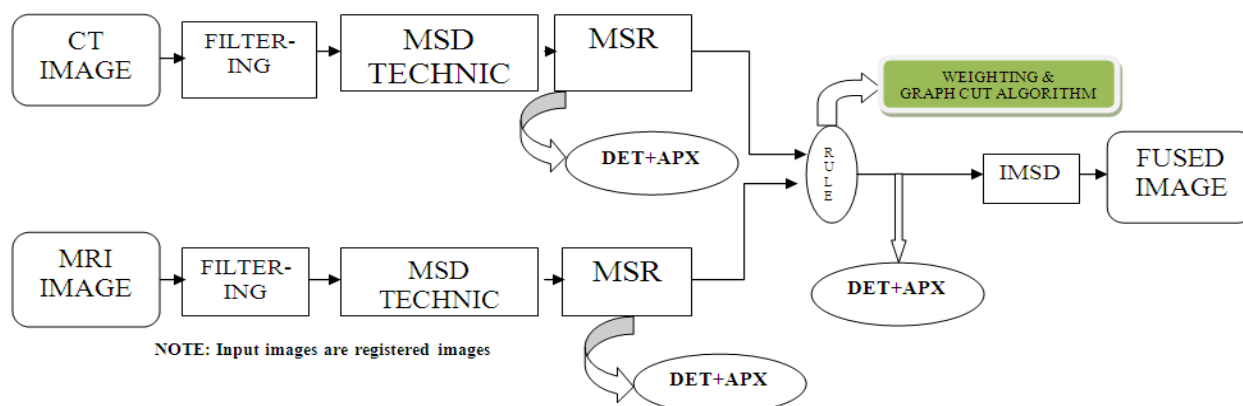 CT
IMAGE
FILTER-
ING
MSD
TECHNIC
MSR
DET+APX
RULE
WEIGHTING &
GRAPH CUT ALGORITHM
IMSD
FUSED
IMAGE
DET+APX
MRI
IMAGE
FILTER-
ING
MSD
TECHNIC
MSR
DET+APX
NOTE: Input images are registered images